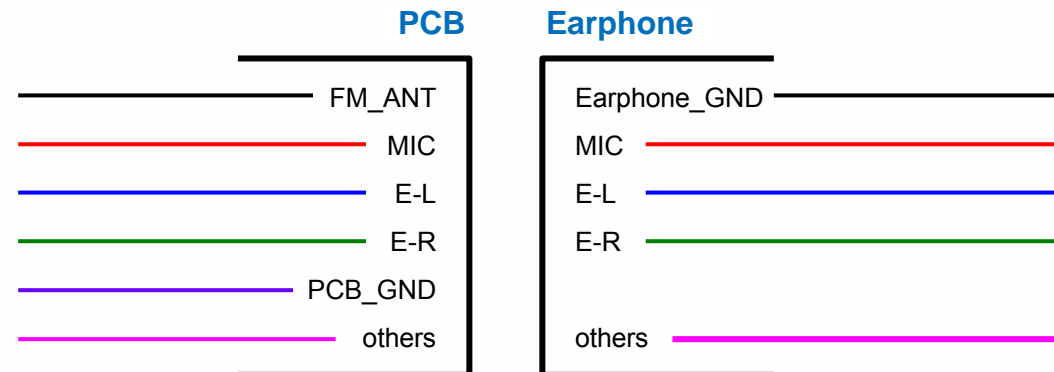 PCB Earphone
FM_ANT Earphone_GND
MIC MIC
E-L E-L
E-R E-R
PCB_GND
others others